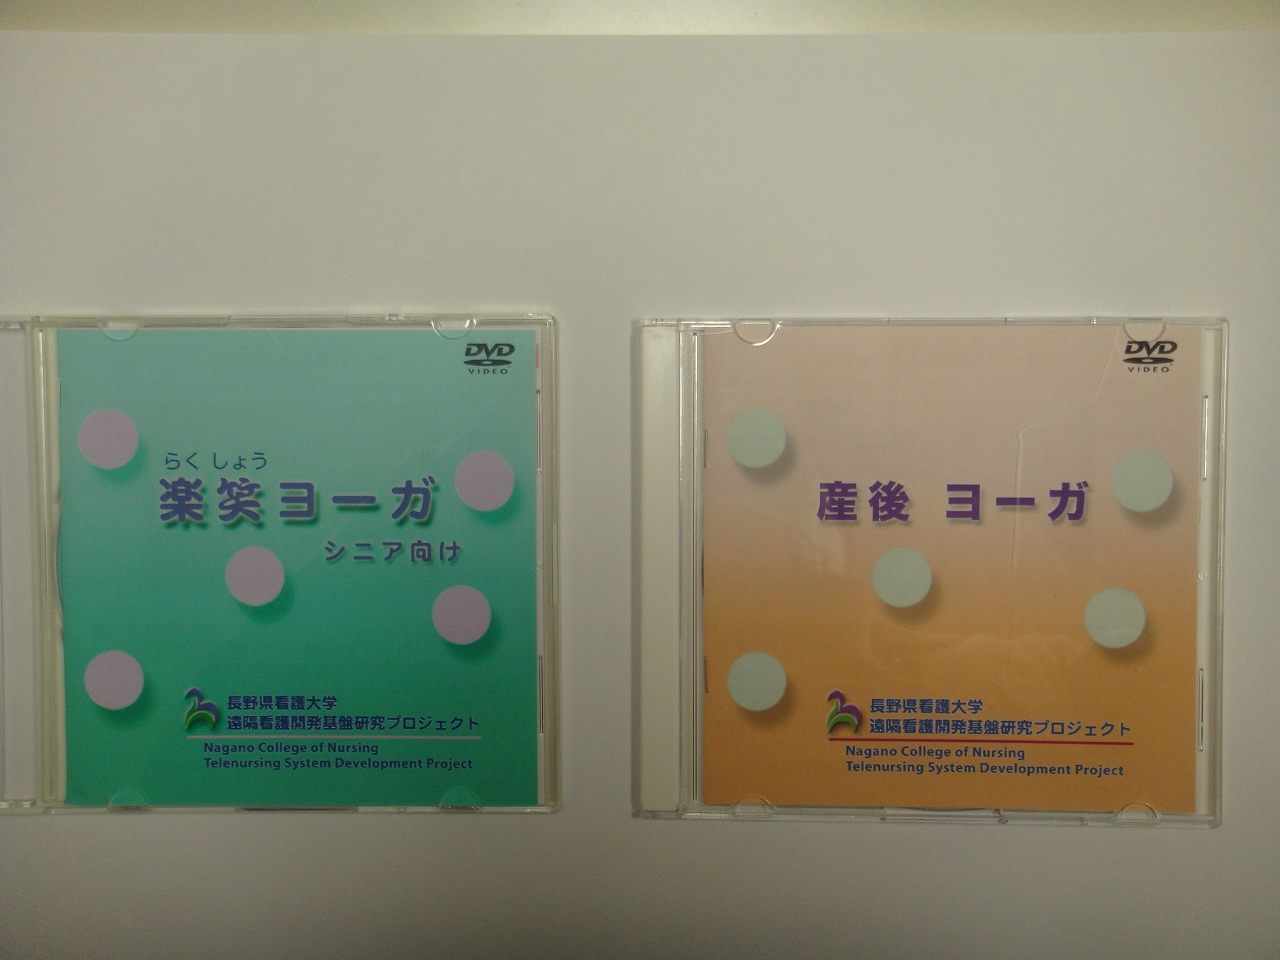 DVD
VIDEO
らく しょう
楽笑ヨーガ
シニア向け
長野県看護大学
遠隔看護開発基盤研究プロジェクト
Nagano College of Nursing
Telenursing System Development Project
DVD
VIDEO
産後 ヨーガ
長野県看護大学
遠隔看護開発基盤研究プロジェクト
Nagano College of Nursing
Telenursing System Development Project